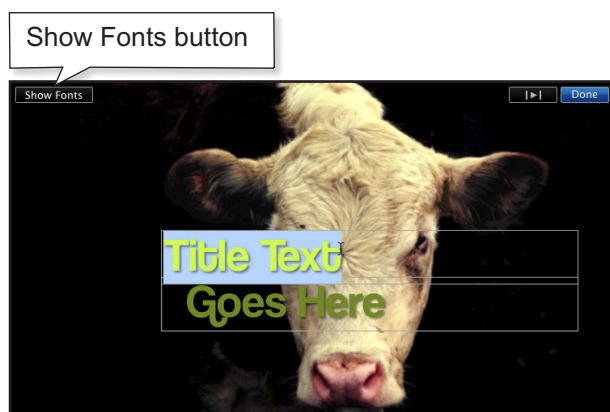 Show Fonts button
Show Fonts
Done
Title Text
Goes Here